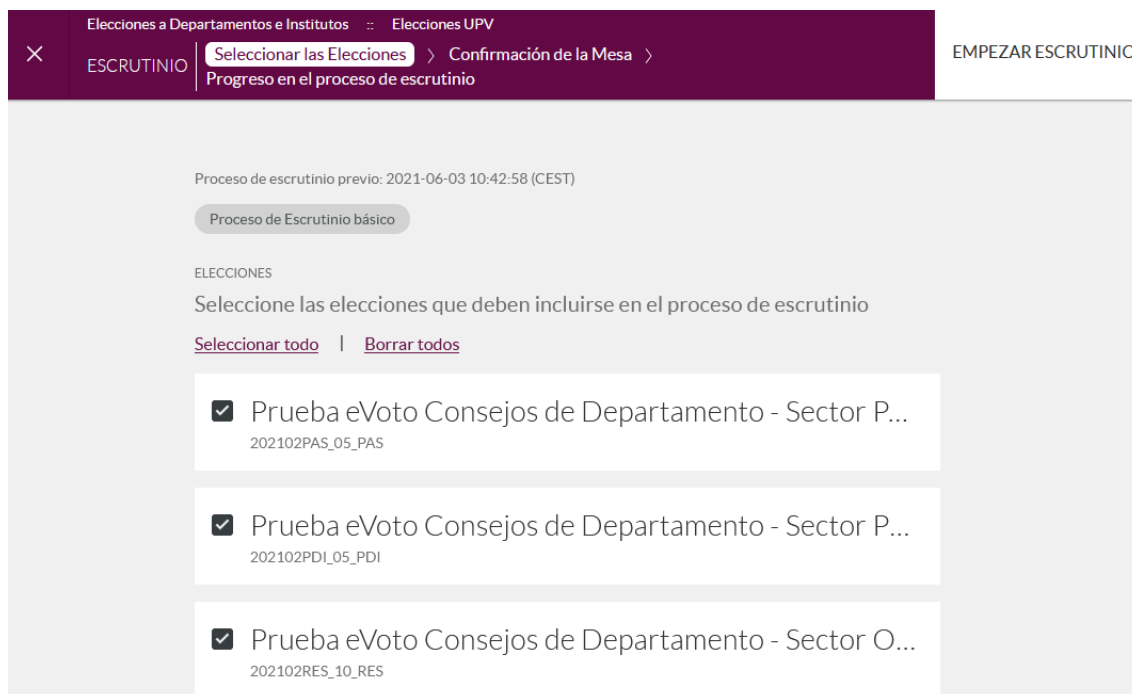 Elecciones a Departamentos e Institutos :: Elecciones UPV
ESCRUTINIO
Seleccionar las Elecciones 〉 Confirmación de la Mesa 〉
Progreso en el proceso de escrutinio
EMPEZAR ESCRUTINIO
Proceso de escrutinio previo: 2021-06-03 10:42:58 (CEST)
Proceso de Escrutinio básico
ELECCIONES
Seleccione las elecciones que deben incluirse en el proceso de escrutinio
Seleccionar todo | Borrar todos
Prueba eVoto Consejos de Departamento - Sector P...
202102PAS_05_PAS
Prueba eVoto Consejos de Departamento - Sector P...
202102PDI_05_PDI
Prueba eVoto Consejos de Departamento - Sector O...
202102RES_10_RES